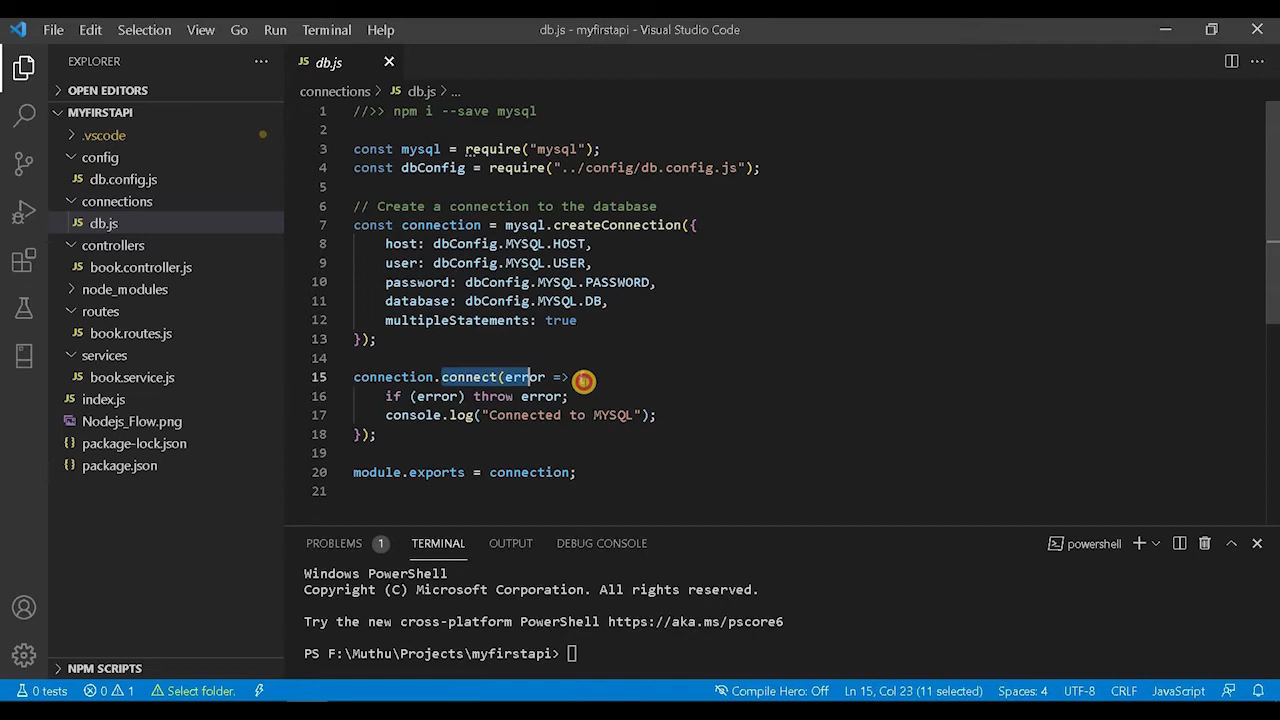 File Edit Selection View Go Run Terminal Help db.js - myfirstapi - Visual Studio Code
EXPLORER
OPEN EDITORS
MYFIRSTAPI
.vscode
config
JS db.config.js
connections
JS db.js
controllers
JS book.controller.js
node_modules
routes
JS book.routes.js
services
JS book.service.js
JS index.js
Nodejs_Flow.png
{} package-lock.json
{} package.json
NPM SCRIPTS
JS db.js
connections > JS db.js > ...
1 //>> npm i --save mysql
2
3 const mysql = require("mysql");
4 const dbConfig = require("../config/db.config.js");
5
6 // Create a connection to the database
7 const connection = mysql.createConnection({
8 host: dbConfig.MYSQL.HOST,
9 user: dbConfig.MYSQL.USER,
10 password: dbConfig.MYSQL.PASSWORD,
11 database: dbConfig.MYSQL.DB,
12 multipleStatements: true
13 });
14
15 connection.connect(error =>
16 if (error) throw error;
17 console.log("Connected to MYSQL");
18 });
19
20 module.exports = connection;
21
PROBLEMS 1 TERMINAL OUTPUT DEBUG CONSOLE powershell
Windows PowerShell
Copyright (C) Microsoft Corporation. All rights reserved.
Try the new cross-platform PowerShell https://aka.ms/pscore6
PS F:\Muthu\Projects\myfirstapi>
0 tests 0 1 Select folder. Compile Hero: Off Ln 15, Col 23 (11 selected) Spaces: 4 UTF-8 CRLF JavaScript